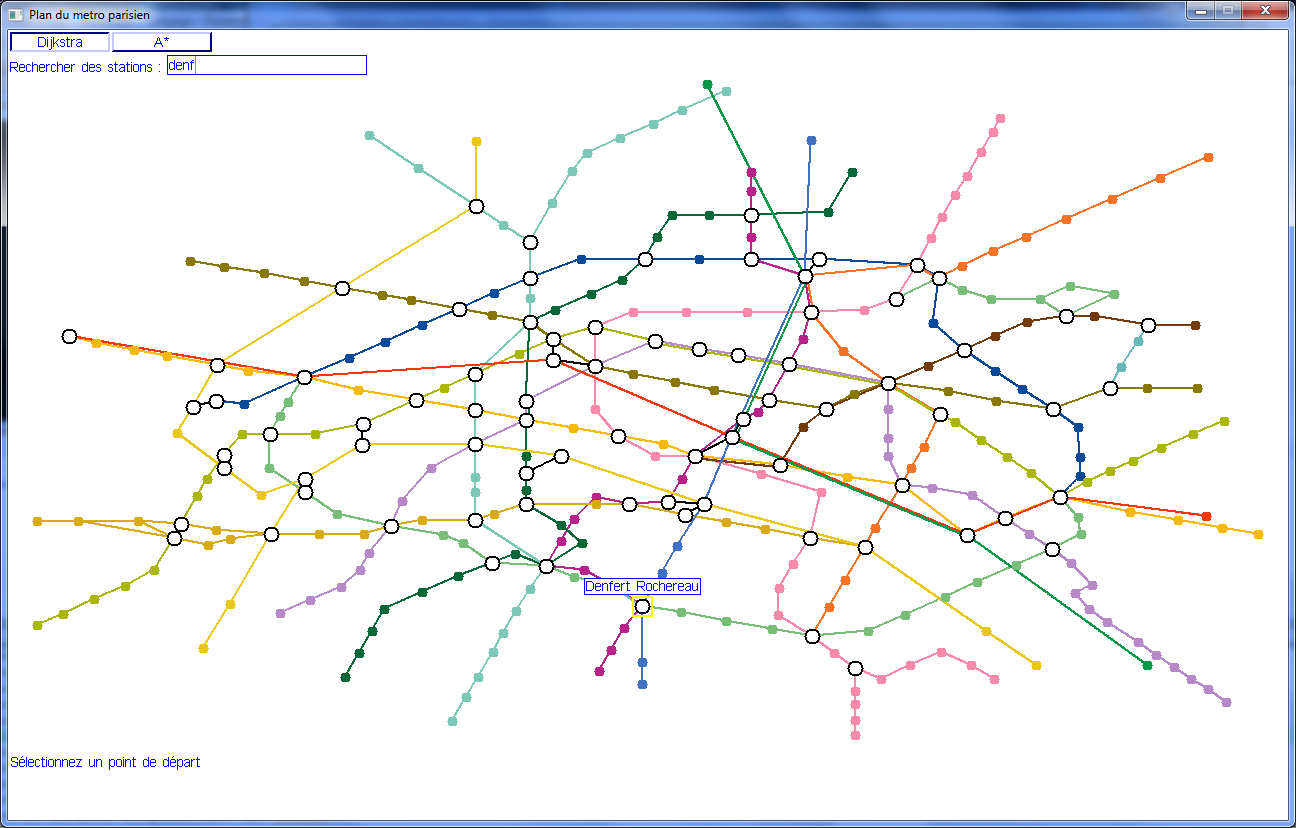 Plan du metro parisien
Dijkstra A*
Rechercher des stations : denf
Denfert Rochereau
Sélectionnez un point de départ